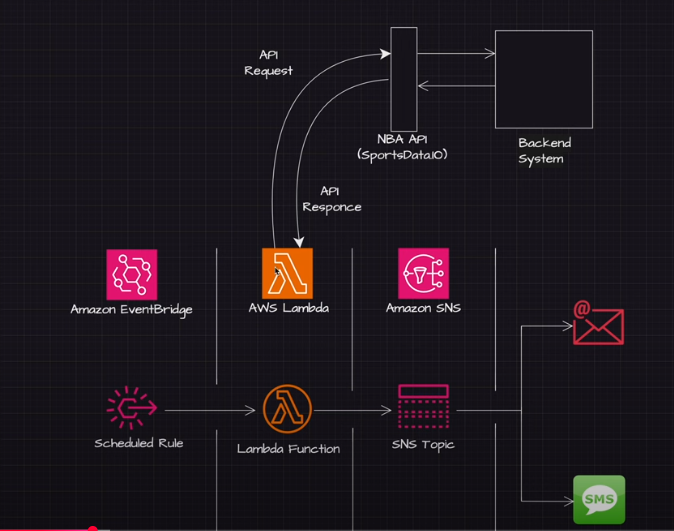 API
Request
NBA API
(SportsData.IO)
Backend
System
API
Responce
Amazon EventBridge
AWS Lambda
Amazon SNS
@
Scheduled Rule
Lambda Function
SNS Topic
SMS